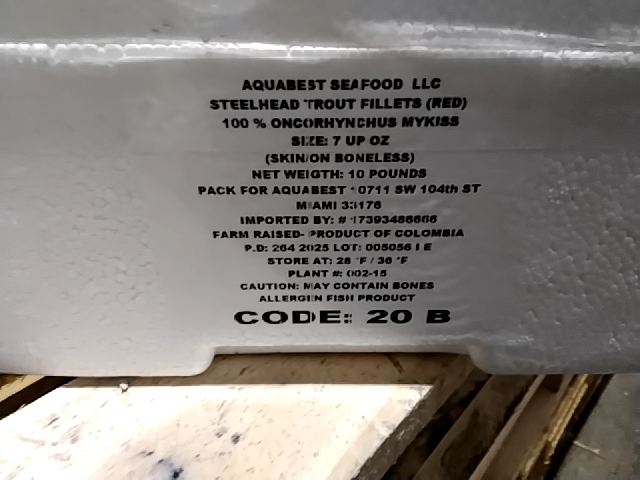 AQUABEST SEAFOOD LLC
STEELHEAD TROUT FILLETS (RED)
100 % ONCORHYNCHUS MYKISS
SIZE: 7 UP OZ
(SKIN/ON BONELESS)
NET WEIGTH: 10 POUNDS
PACK FOR AQUABEST 10711 SW 104th ST
MIAMI 33176
IMPORTED BY: # 17393486606
FARM RAISED- PRODUCT OF COLOMBIA
P.D: 264 2025 LOT: 005056 I E
STORE AT: 28 °F / 36 °F
PLANT #: 002-15
CAUTION: MAY CONTAIN BONES
ALLERGEN FISH PRODUCT
CODE: 20 B